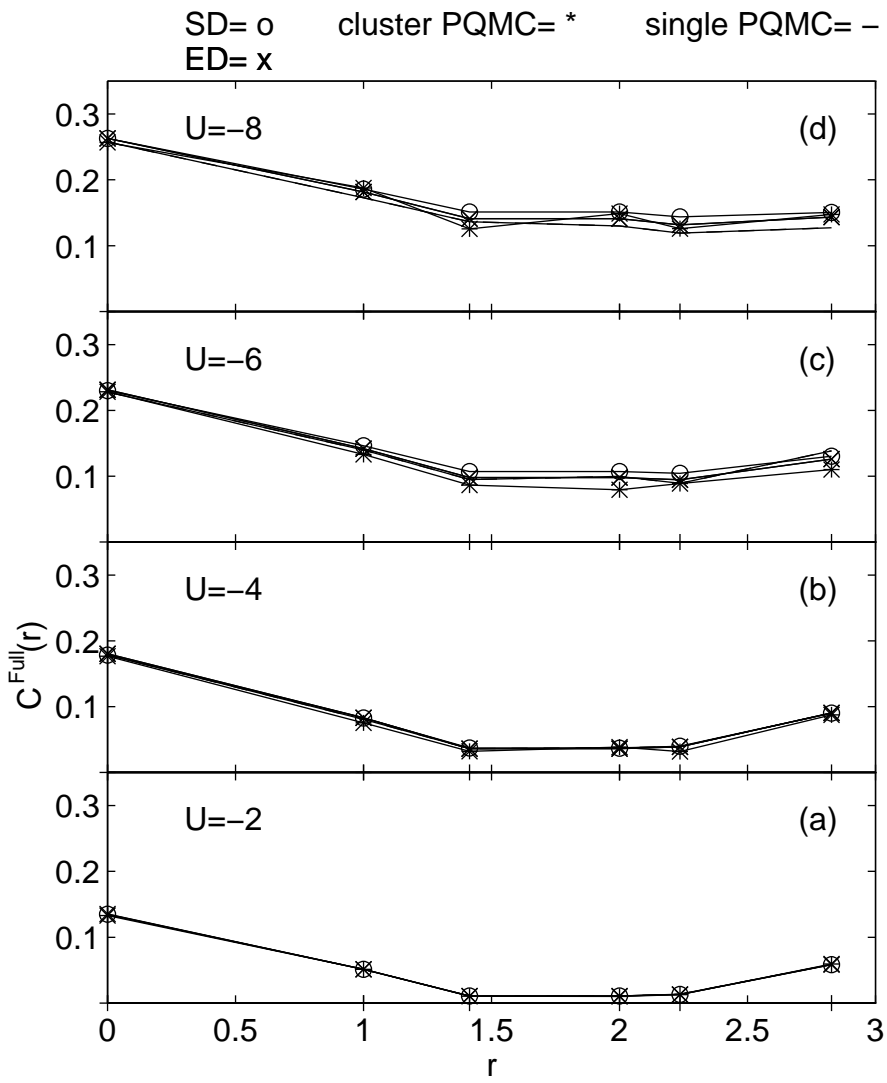 SD= o cluster PQMC= * single PQMC= –
ED= x
0.3
U=–8 (d)
0.2
0.1
0.3
U=–6 (c)
0.2
0.1
0.3
U=–4 (b)
0.2
0.1
C^Full(r)
0.3
U=–2 (a)
0.2
0.1
0 0.5 1 1.5 2 2.5 3
r